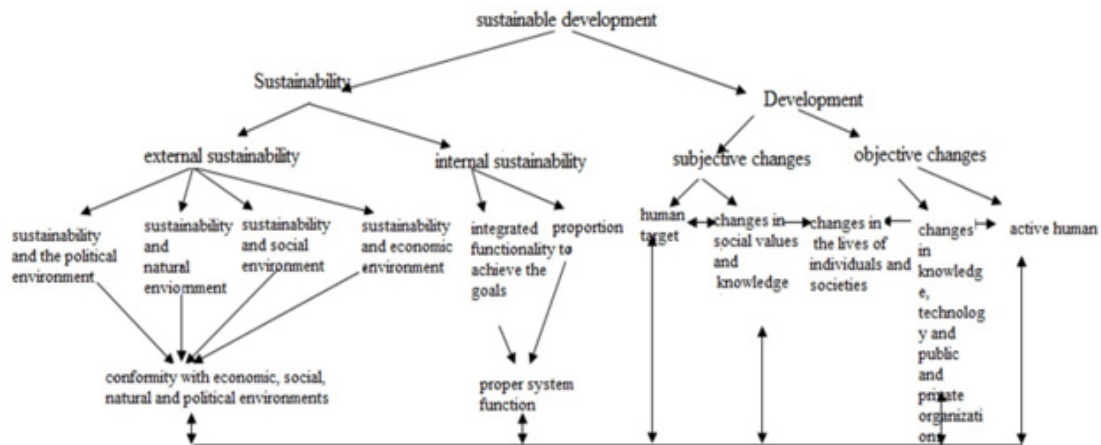 sustainable development
Sustainability
Development
external sustainability
internal sustainability
subjective changes
objective changes
sustainability
and the political
environment
sustainability
and
natural
enviornment
sustainability
and social
environment
sustainability
and economic
environment
integrated
functionality to
achieve the
goals
proportion
human
target
changes in
social values
and
knowledge
changes in
the lives of
individuals and
societies
changes
in
knowledg
e,
technolog
y and
public
and
private
organizati
ons
active human
conformity with economic, social,
natural and political environments
proper system
function